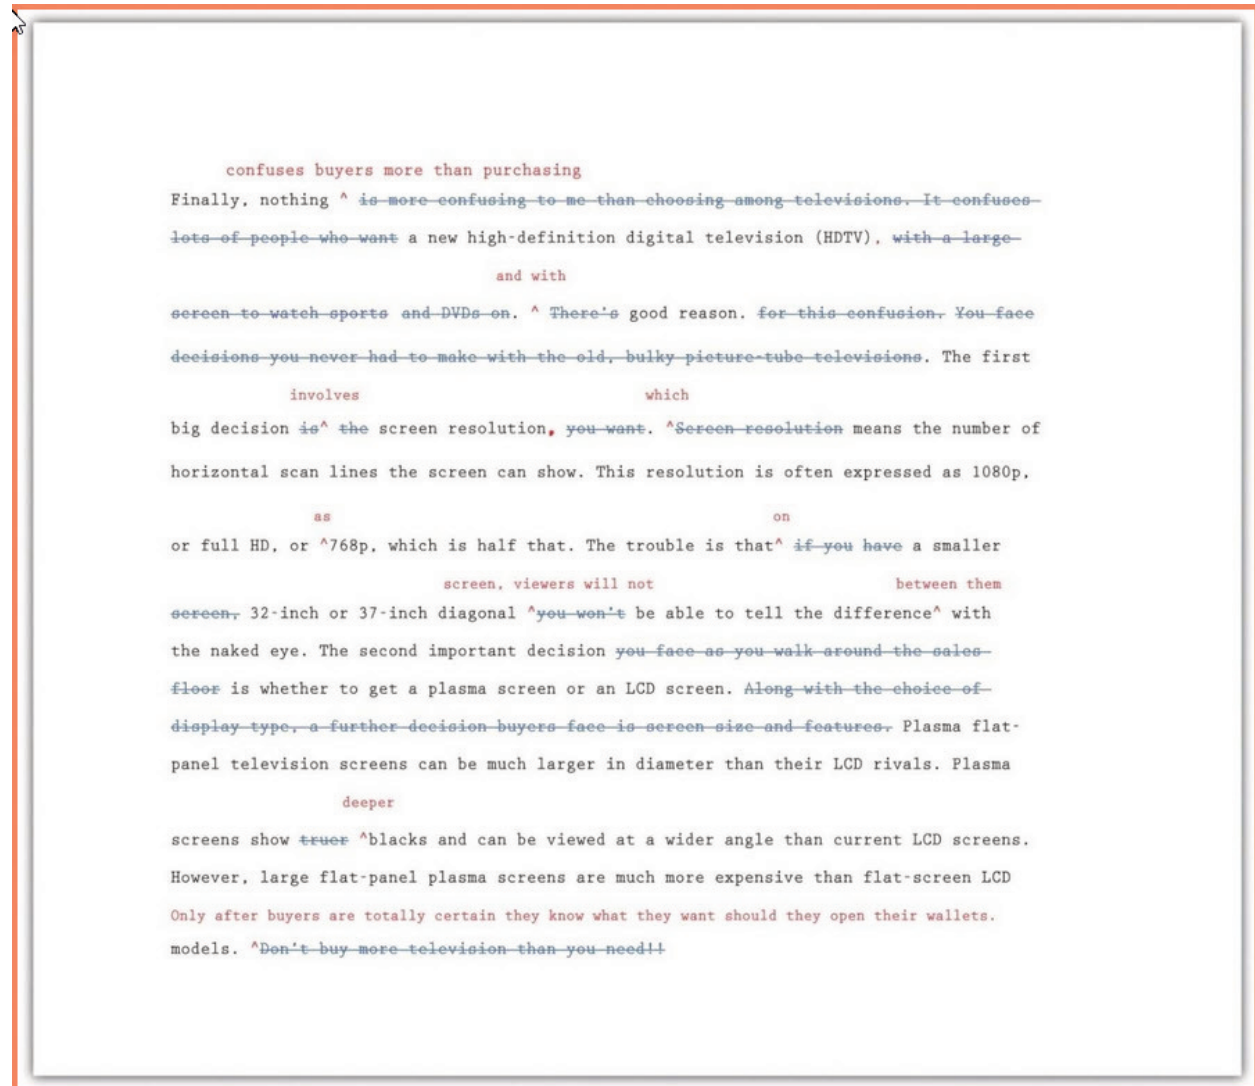 confuses buyers more than purchasing
Finally, nothing ^ is more confusing to me than choosing among televisions. It confuses
lots of people who want a new high-definition digital television (HDTV), with a large
and with
screen to watch sports and DVDs on. ^ There's good reason. for this confusion. You face
decisions you never had to make with the old, bulky picture-tube televisions. The first
involves which
big decision is^ the screen resolution, you want. ^Screen resolution means the number of
horizontal scan lines the screen can show. This resolution is often expressed as 1080p,
as on
or full HD, or ^768p, which is half that. The trouble is that^ if you have a smaller
screen, viewers will not between them
screen, 32-inch or 37-inch diagonal ^you won't be able to tell the difference^ with
the naked eye. The second important decision you face as you walk around the sales
floor is whether to get a plasma screen or an LCD screen. Along with the choice of
display type, a further decision buyers face is screen size and features. Plasma flat-
panel television screens can be much larger in diameter than their LCD rivals. Plasma
deeper
screens show truer ^blacks and can be viewed at a wider angle than current LCD screens.
However, large flat-panel plasma screens are much more expensive than flat-screen LCD
Only after buyers are totally certain they know what they want should they open their wallets.
models. ^Don't buy more television than you need!!